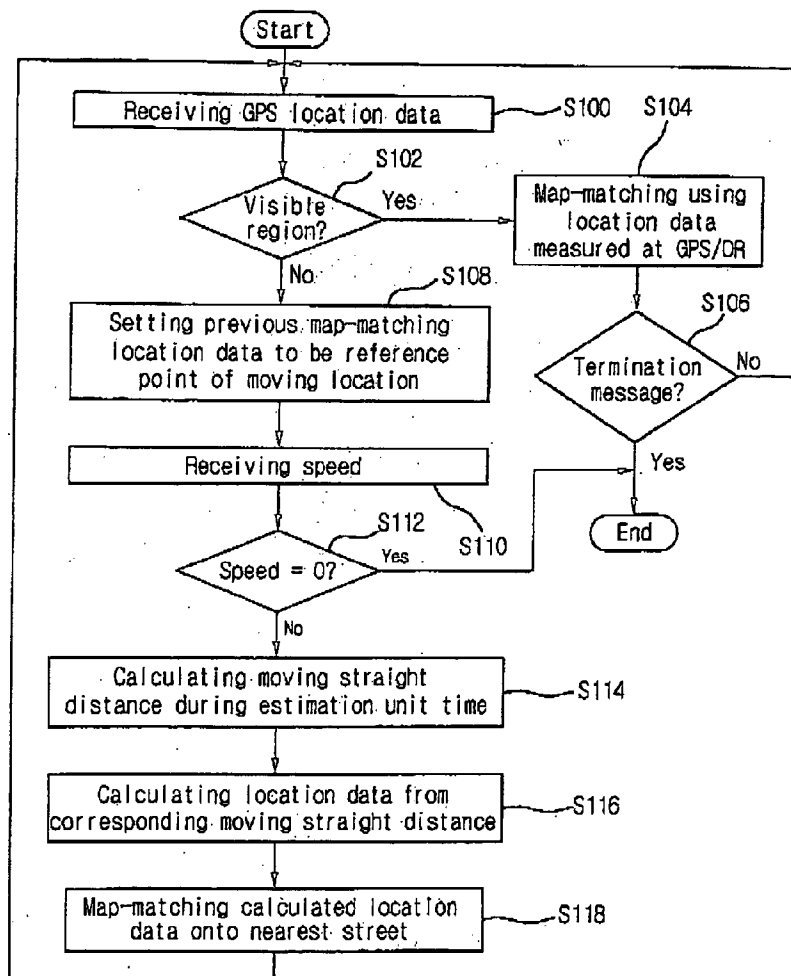 Start
Receiving GPS location data
S100
S102
Visible
region?
Yes
No
S104
Map-matching using
location data
measured at GPS/DR
S106
Termination
message?
No
Yes
End
S108
Setting previous map-matching
location data to be reference
point of moving location
Receiving speed
S110
S112
Speed = 0?
Yes
No
Calculating moving straight
distance during estimation unit time
S114
Calculating location data from
corresponding moving straight distance
S116
Map-matching calculated location
data onto nearest street
S118